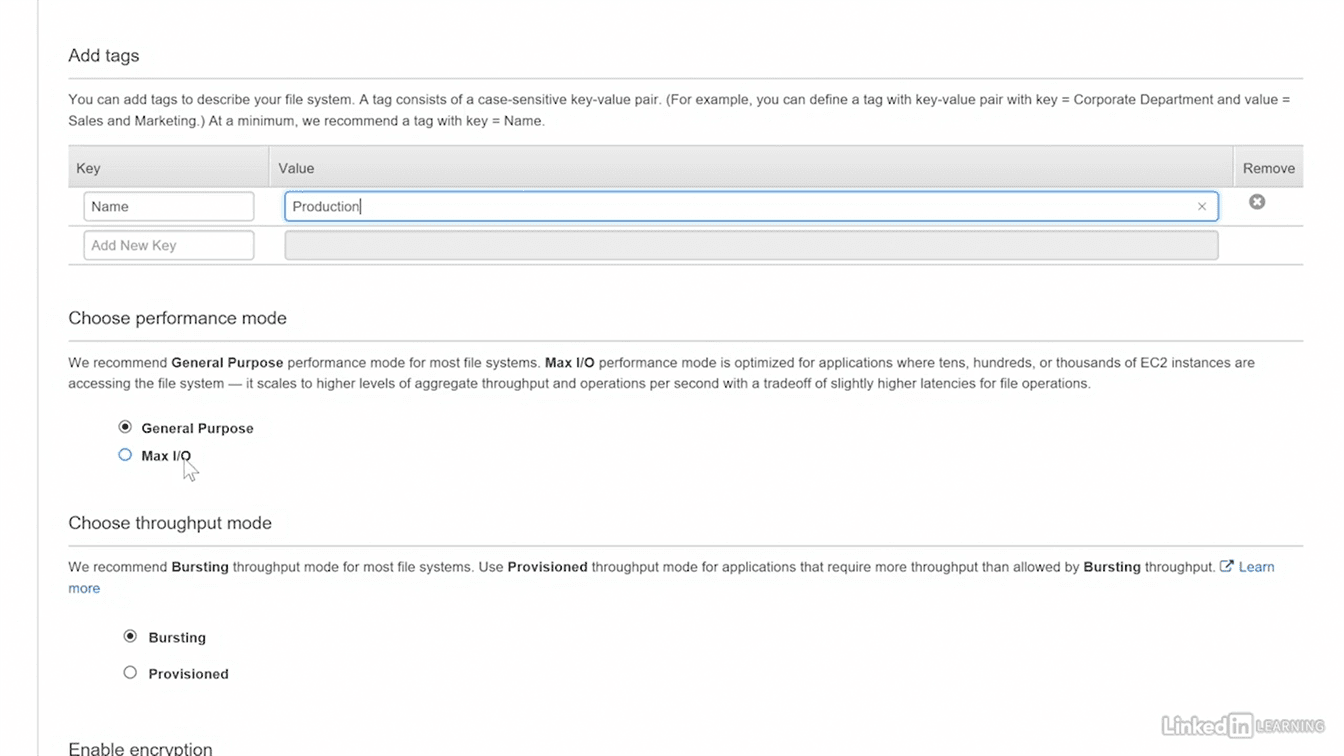 Add tags
You can add tags to describe your file system. A tag consists of a case-sensitive key-value pair. (For example, you can define a tag with key-value pair with key = Corporate Department and value =
Sales and Marketing.) At a minimum, we recommend a tag with key = Name.
Key Value Remove
Name Production
Add New Key
Choose performance mode
We recommend General Purpose performance mode for most file systems. Max I/O performance mode is optimized for applications where tens, hundreds, or thousands of EC2 instances are
accessing the file system — it scales to higher levels of aggregate throughput and operations per second with a tradeoff of slightly higher latencies for file operations.
General Purpose
Max I/O
Choose throughput mode
We recommend Bursting throughput mode for most file systems. Use Provisioned throughput mode for applications that require more throughput than allowed by Bursting throughput. Learn
more
Bursting
Provisioned
Enable encryption
Linked in LEARNING